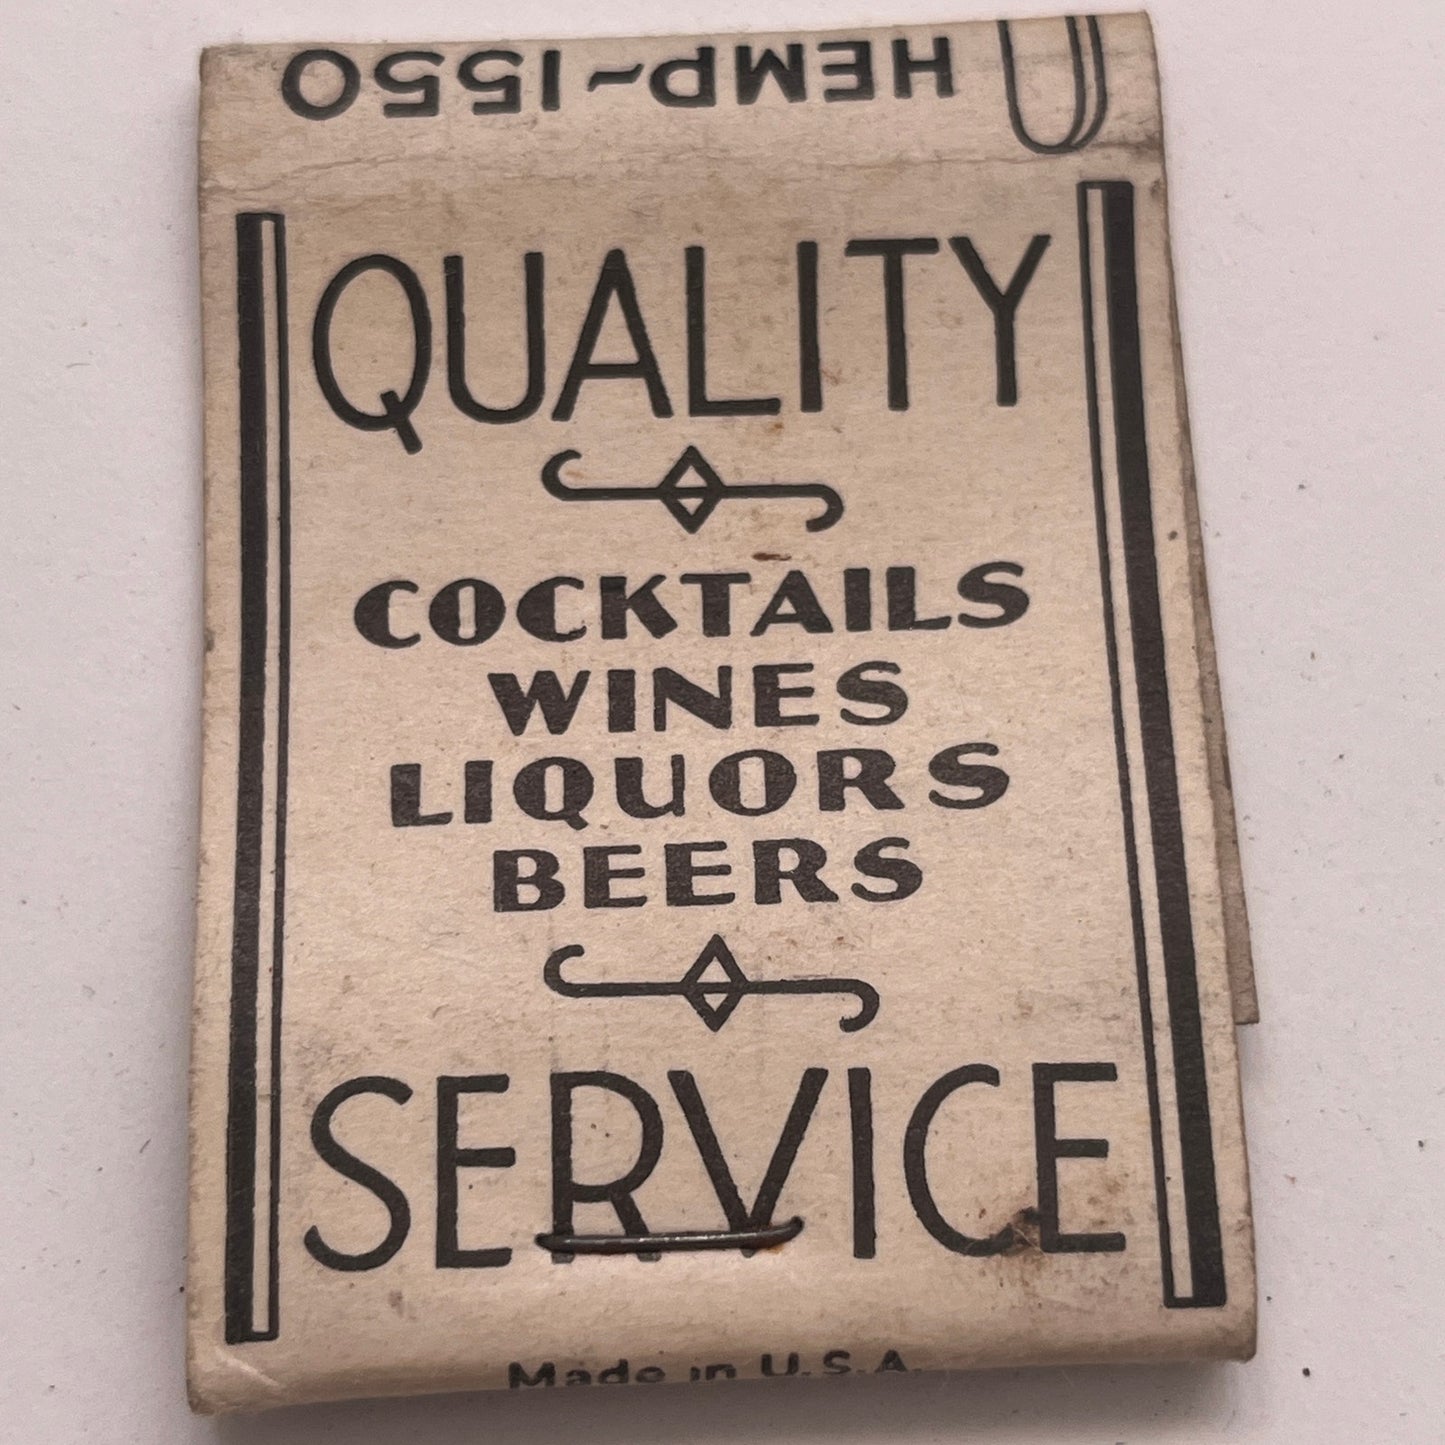 HEMP~1550
QUALITY
COCKTAILS
WINES
LIQUORS
BEERS
SERVICE
Made in U.S.A.